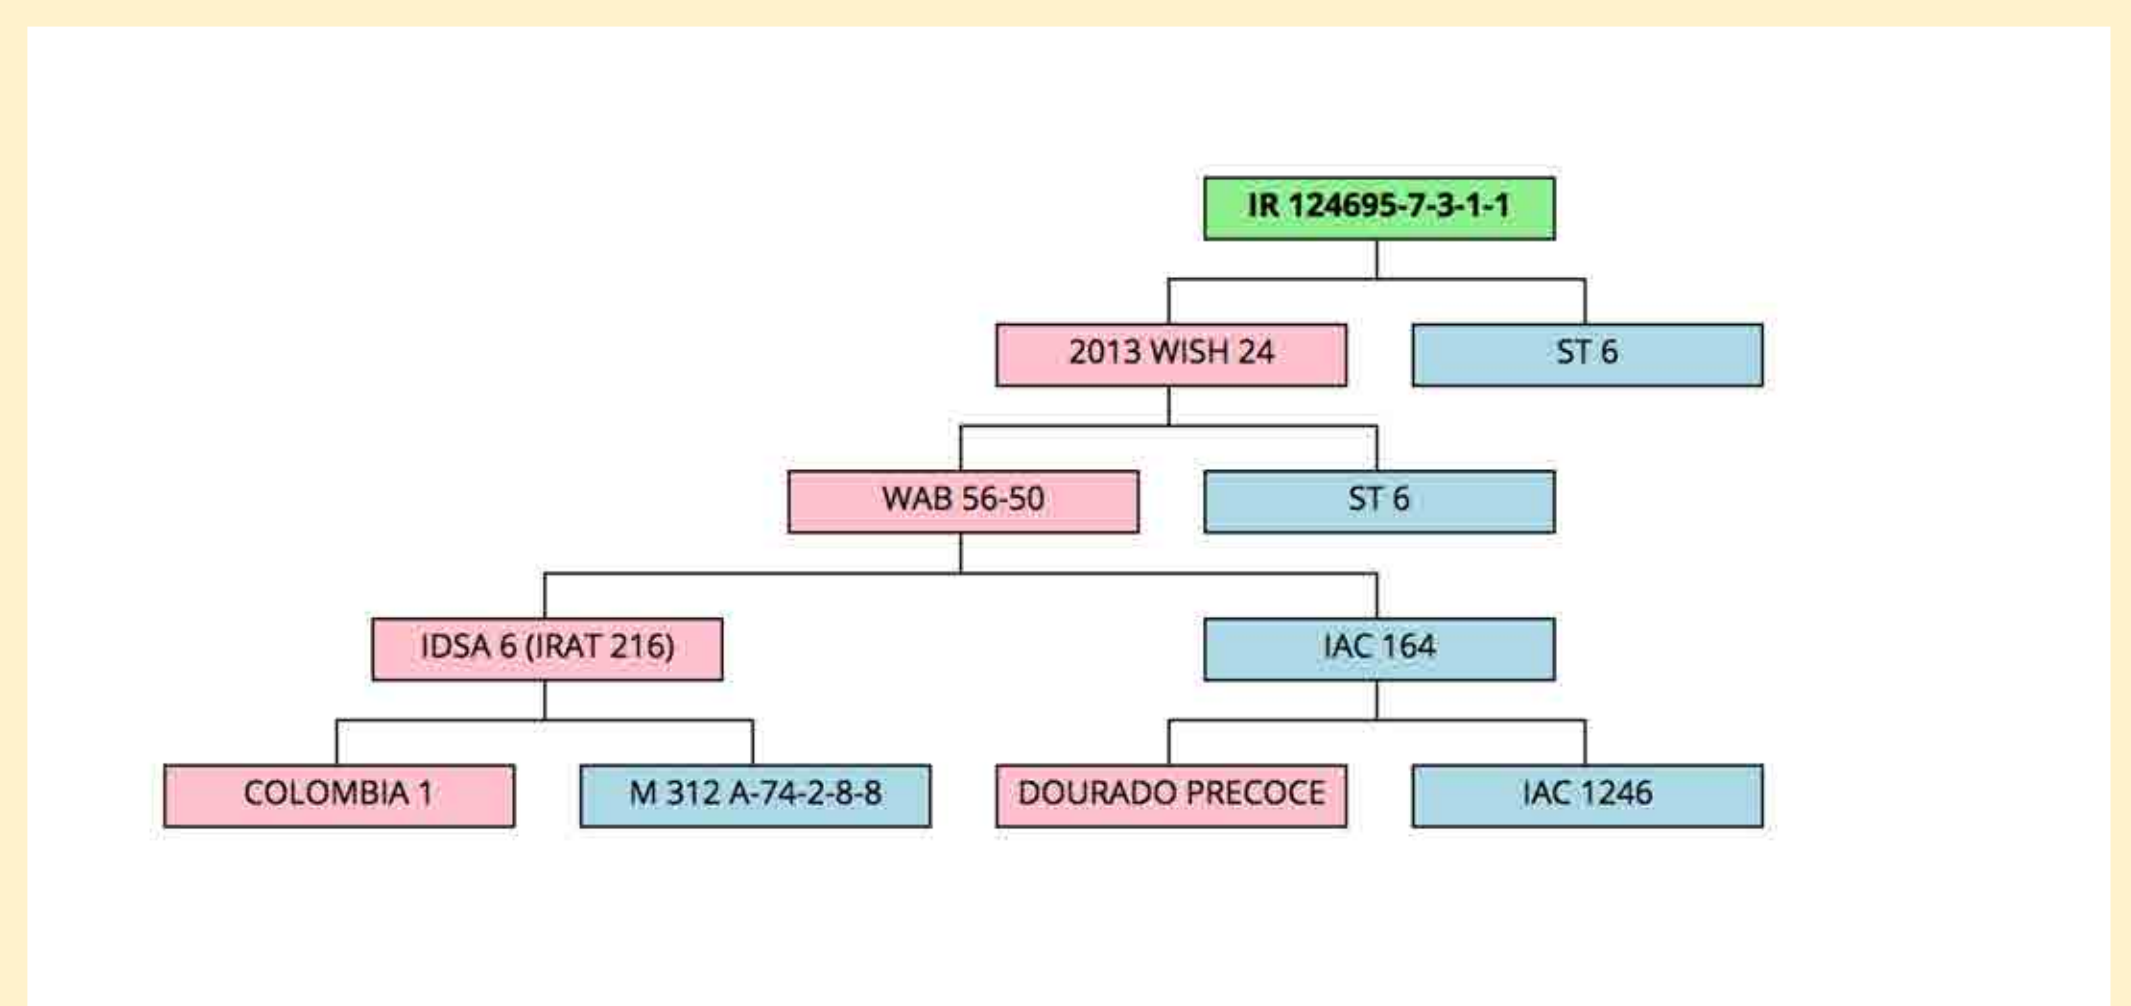 IR 124695-7-3-1-1
2013 WISH 24
ST 6
WAB 56-50
ST 6
IDSA 6 (IRAT 216)
IAC 164
COLOMBIA 1
M 312 A-74-2-8-8
DOURADO PRECOCE
IAC 1246